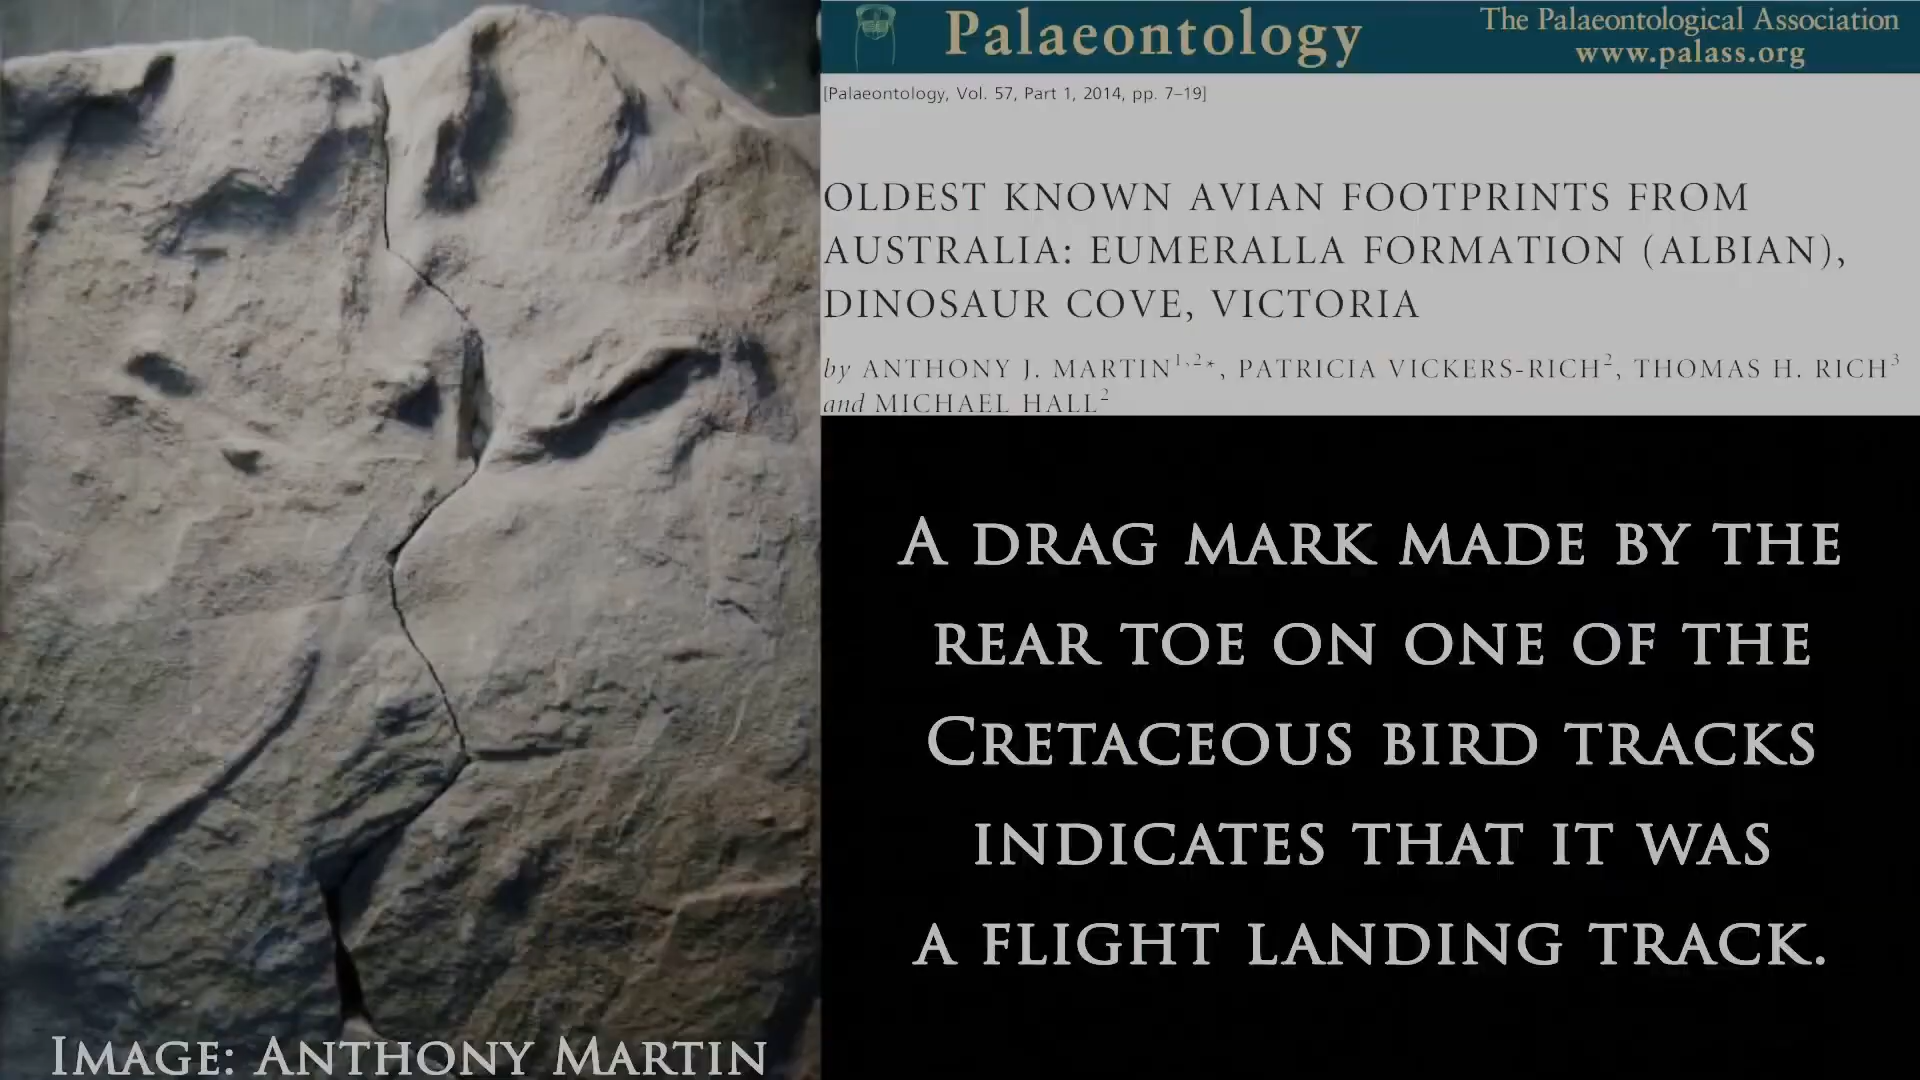 Palaeontology
The Palaeontological Association
www.palass.org
[Palaeontology, Vol. 57, Part 1, 2014, pp. 7–19]
OLDEST KNOWN AVIAN FOOTPRINTS FROM
AUSTRALIA: EUMERALLA FORMATION (ALBIAN),
DINOSAUR COVE, VICTORIA
by ANTHONY J. MARTIN1,2*, PATRICIA VICKERS-RICH2, THOMAS H. RICH3
and MICHAEL HALL2
A DRAG MARK MADE BY THE
REAR TOE ON ONE OF THE
CRETACEOUS BIRD TRACKS
INDICATES THAT IT WAS
A FLIGHT LANDING TRACK.
IMAGE: ANTHONY MARTIN